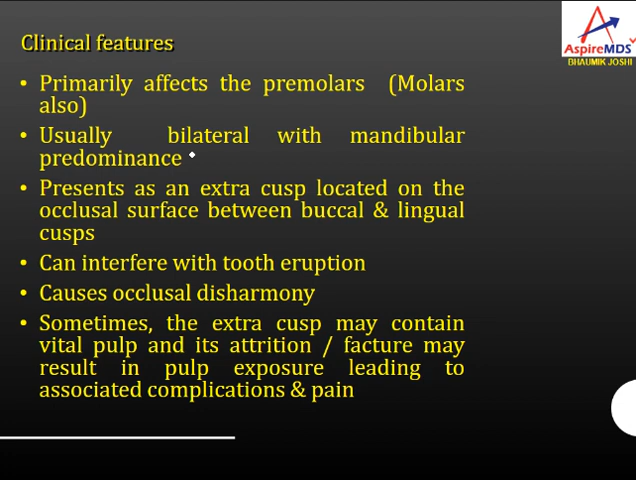 AspireMDS
BHAUMIK JOSHI
Clinical features
• Primarily affects the premolars (Molars
also)
• Usually bilateral with mandibular
predominance
• Presents as an extra cusp located on the
occlusal surface between buccal & lingual
cusps
• Can interfere with tooth eruption
• Causes occlusal disharmony
• Sometimes, the extra cusp may contain
vital pulp and its attrition / facture may
result in pulp exposure leading to
associated complications & pain